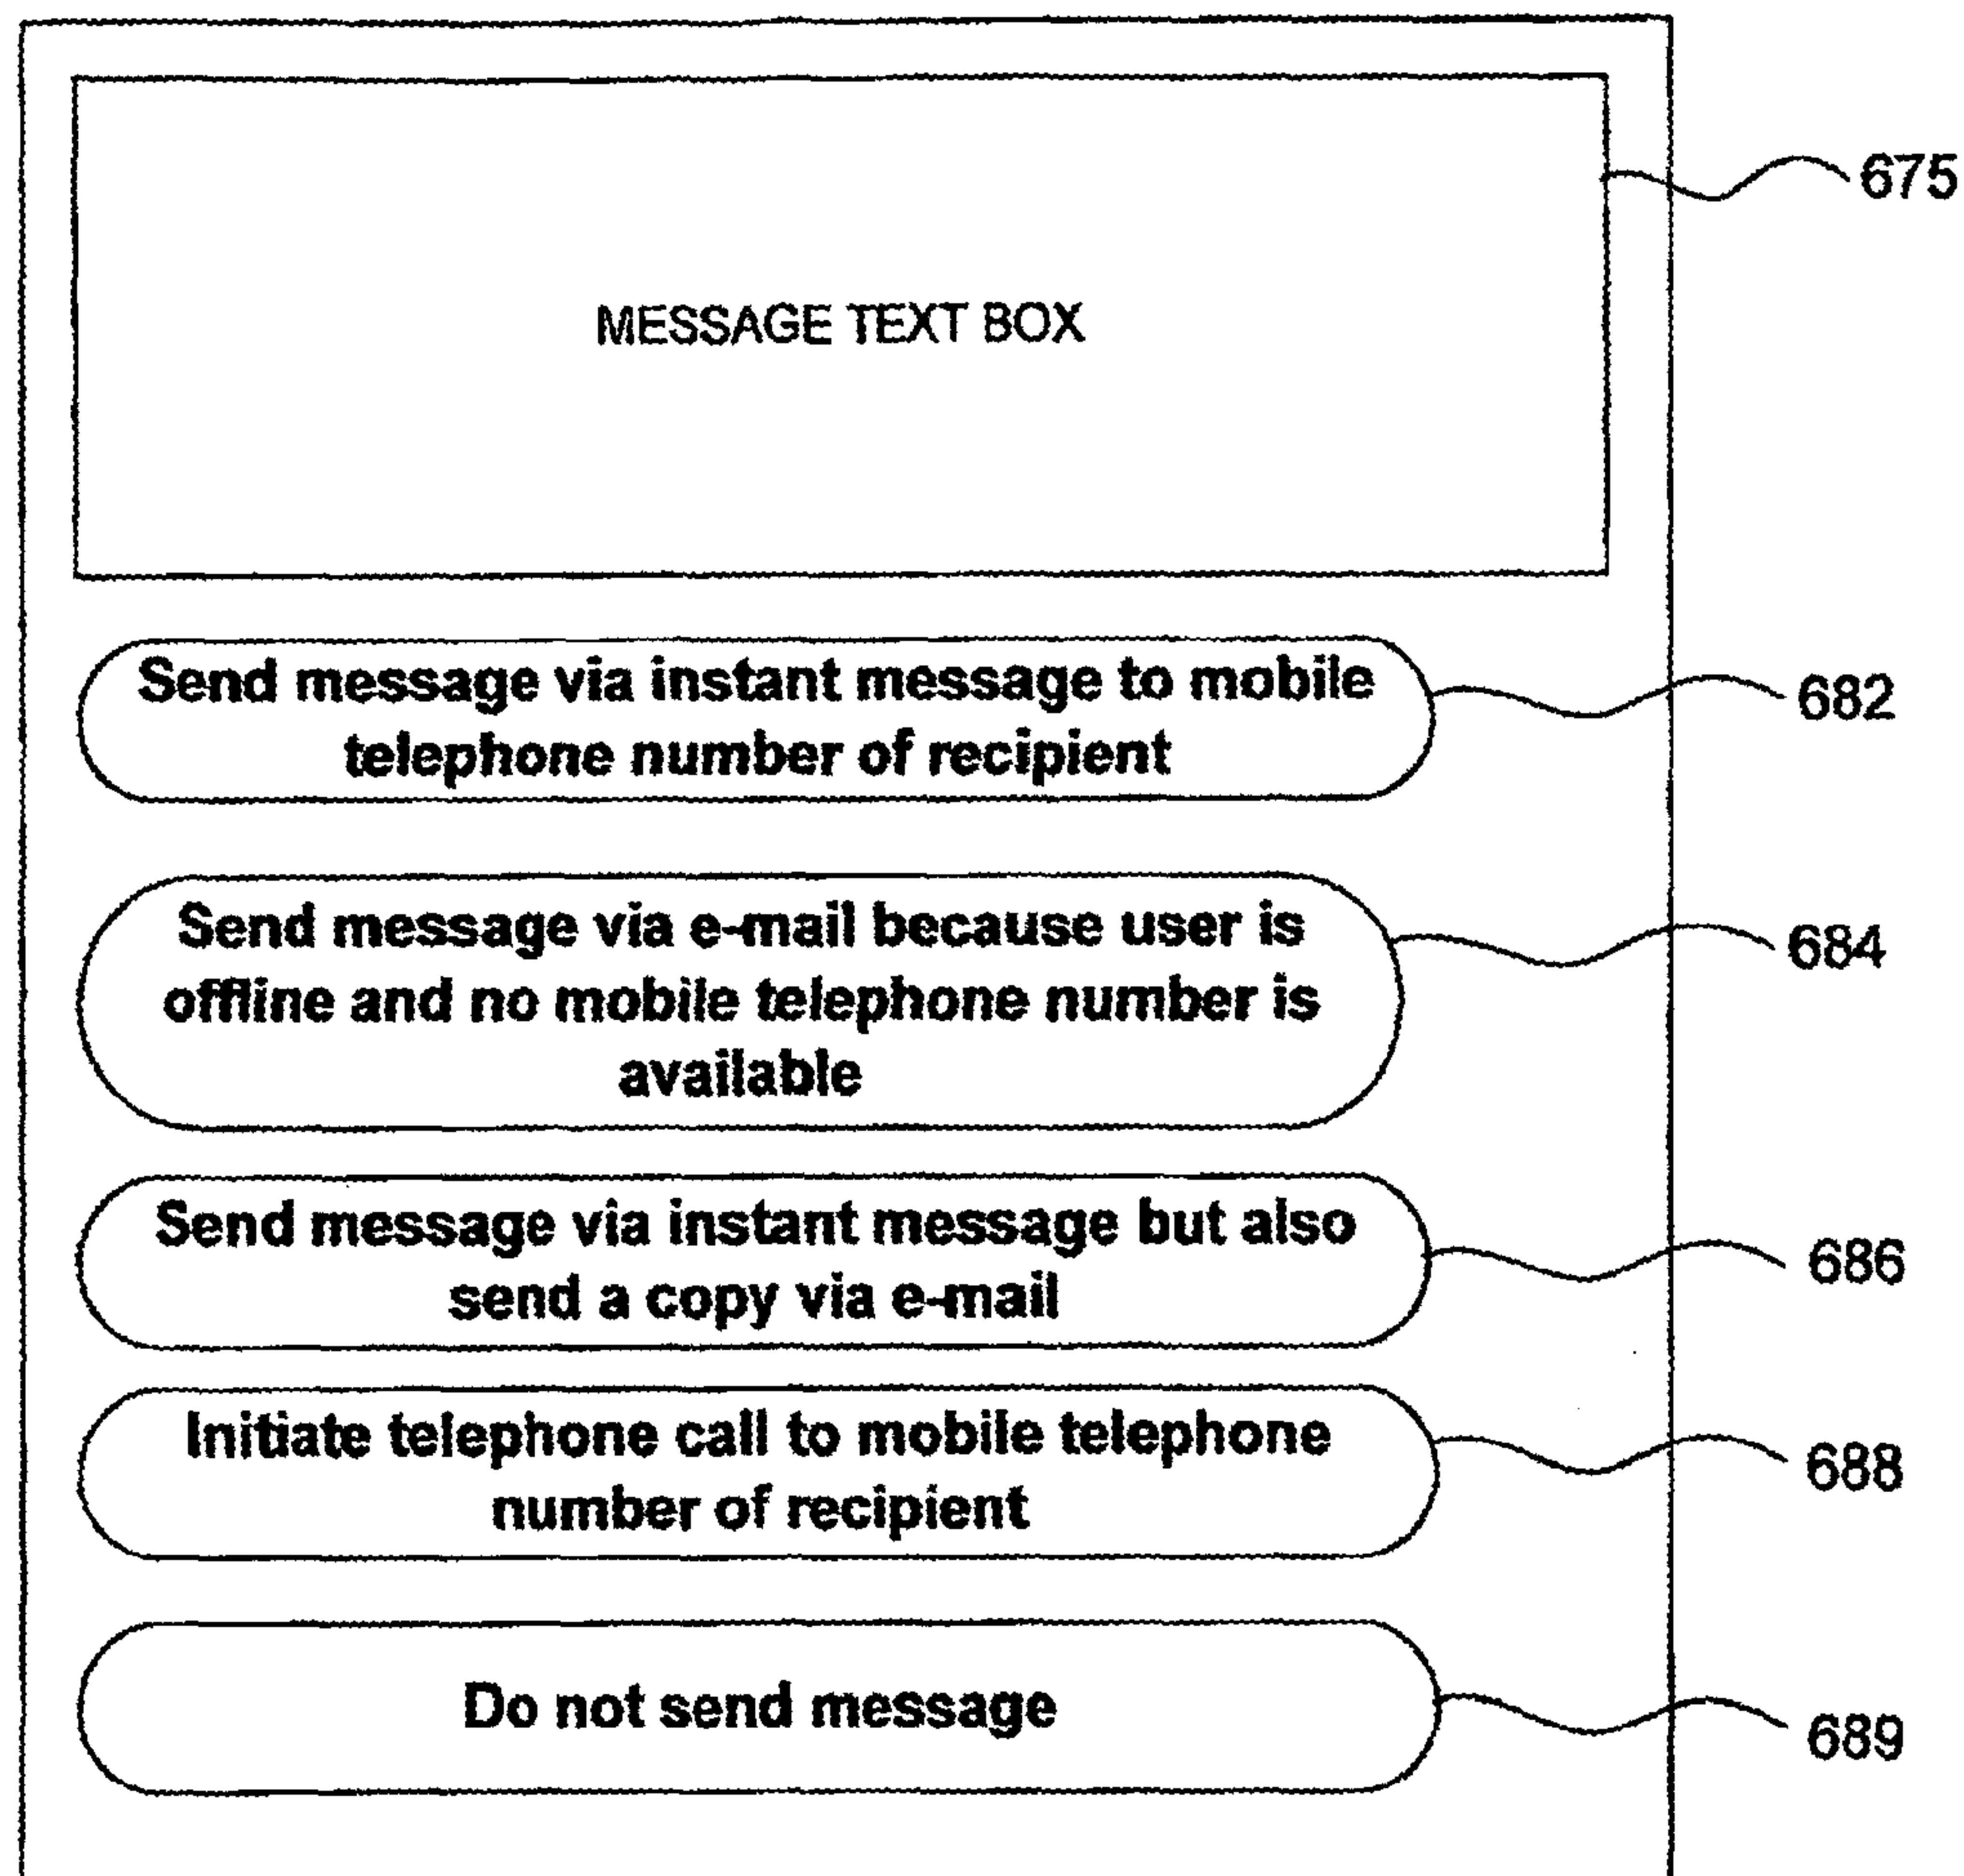 675
MESSAGE TEXT BOX
Send message via instant message to mobile
telephone number of recipient
682
Send message via e-mail because user is
offline and no mobile telephone number is
available
684
Send message via instant message but also
send a copy via e-mail
686
Initiate telephone call to mobile telephone
number of recipient
688
Do not send message
689